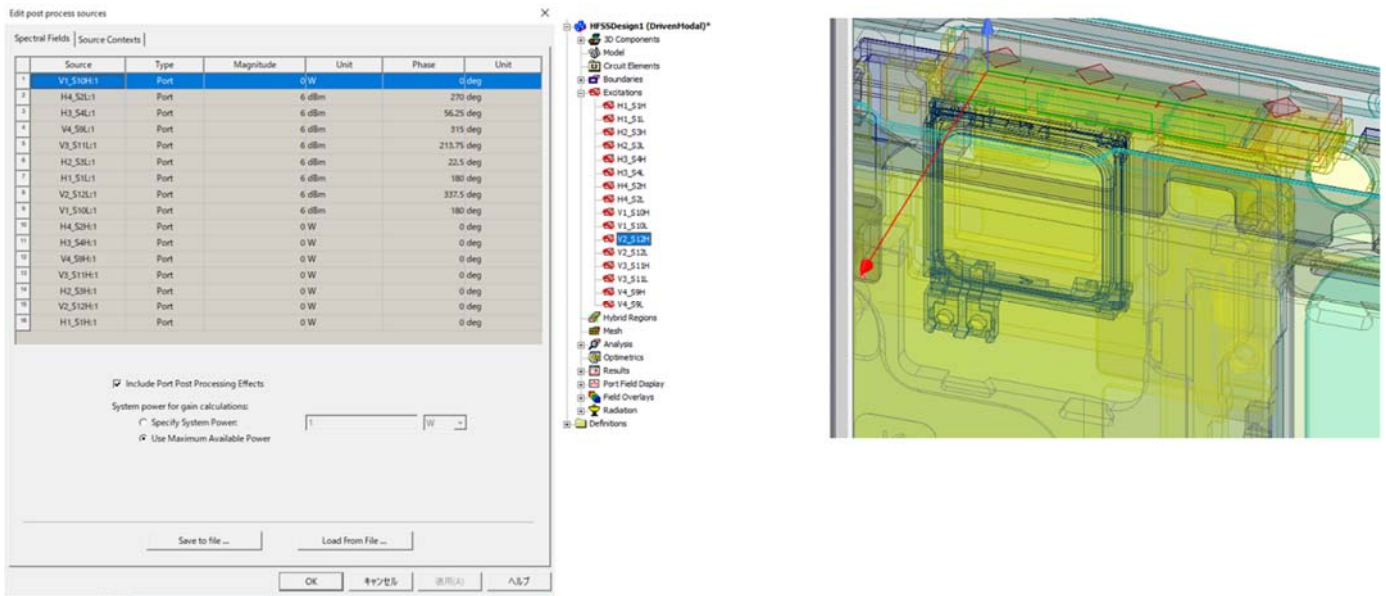 Edit post process sources
Spectral Fields Source Contexts
Source Type Magnitude Unit Phase Unit
1 V1_S10H:1 Port 0 W 0 deg
2 H4_S2L:1 Port 6 dBm 270 deg
3 H3_S4L:1 Port 6 dBm 56.25 deg
4 V4_S9L:1 Port 6 dBm 315 deg
5 V3_S11L:1 Port 6 dBm 213.75 deg
6 H2_S3L:1 Port 6 dBm 22.5 deg
7 H1_S1L:1 Port 6 dBm 180 deg
8 V2_S12L:1 Port 6 dBm 337.5 deg
9 V1_S10L:1 Port 6 dBm 180 deg
10 H4_S2H:1 Port 0 W 0 deg
11 H3_S4H:1 Port 0 W 0 deg
12 V4_S9H:1 Port 0 W 0 deg
13 V3_S11H:1 Port 0 W 0 deg
14 H2_S3H:1 Port 0 W 0 deg
15 V2_S12H:1 Port 0 W 0 deg
16 H1_S1H:1 Port 0 W 0 deg
Include Port Post Processing Effects
System power for gain calculations:
Specify System Power: 1 W
Use Maximum Available Power
Save to file ... Load From File ...
OK キャンセル 適用(A) ヘルプ
HFSSDesign1 (DrivenModal)*
3D Components
Model
Circuit Elements
Boundaries
Excitations
H1_S1H
H1_S1L
H2_S3H
H2_S3L
H3_S4H
H3_S4L
H4_S2H
H4_S2L
V1_S10H
V1_S10L
V2_S12H
V2_S12L
V3_S11H
V3_S11L
V4_S9H
V4_S9L
Hybrid Regions
Mesh
Analysis
Optimetrics
Results
Port Field Display
Field Overlays
Radiation
Definitions